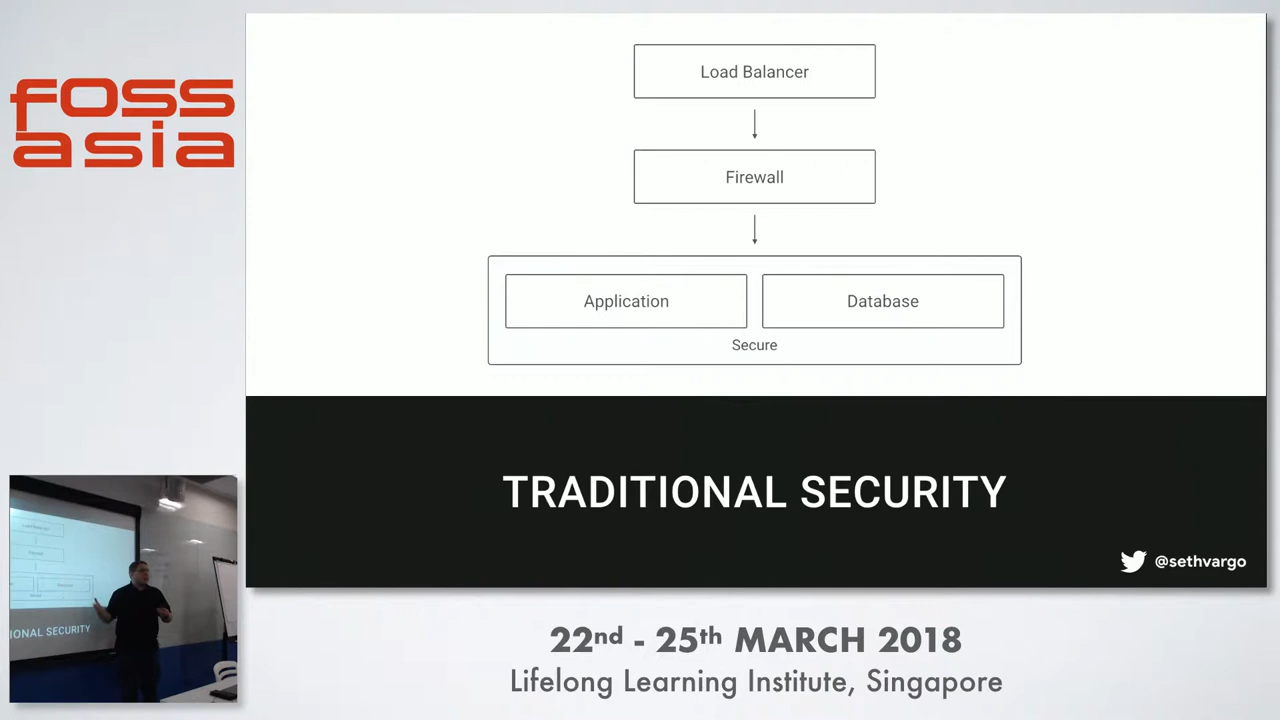 foss
asia
Load Balancer
Firewall
Application
Database
Secure
TRADITIONAL SECURITY
@sethvargo
IONAL SECURITY
22nd - 25th MARCH 2018
Lifelong Learning Institute, Singapore